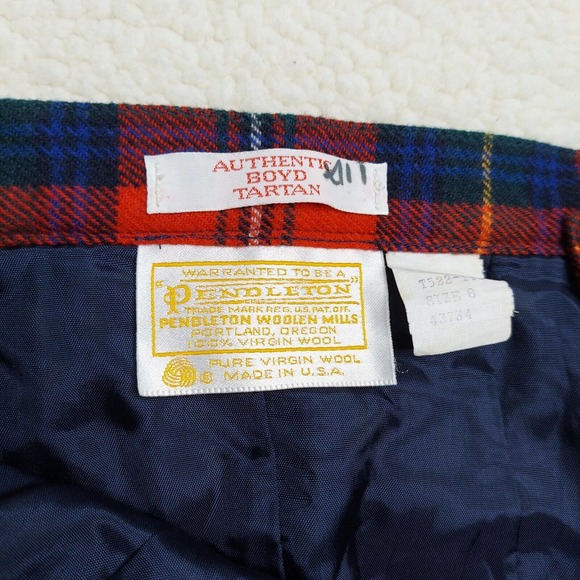 AUTHENTIC
BOYD
TARTAN
WARRANTED TO BE A
"PENDLETON"
TRADE MARK REG. U.S. PAT. OFF.
PENDLETON WOOLEN MILLS
PORTLAND, OREGON
100% VIRGIN WOOL
PURE VIRGIN WOOL
6 MADE IN U.S.A.
SIZE 6
43734